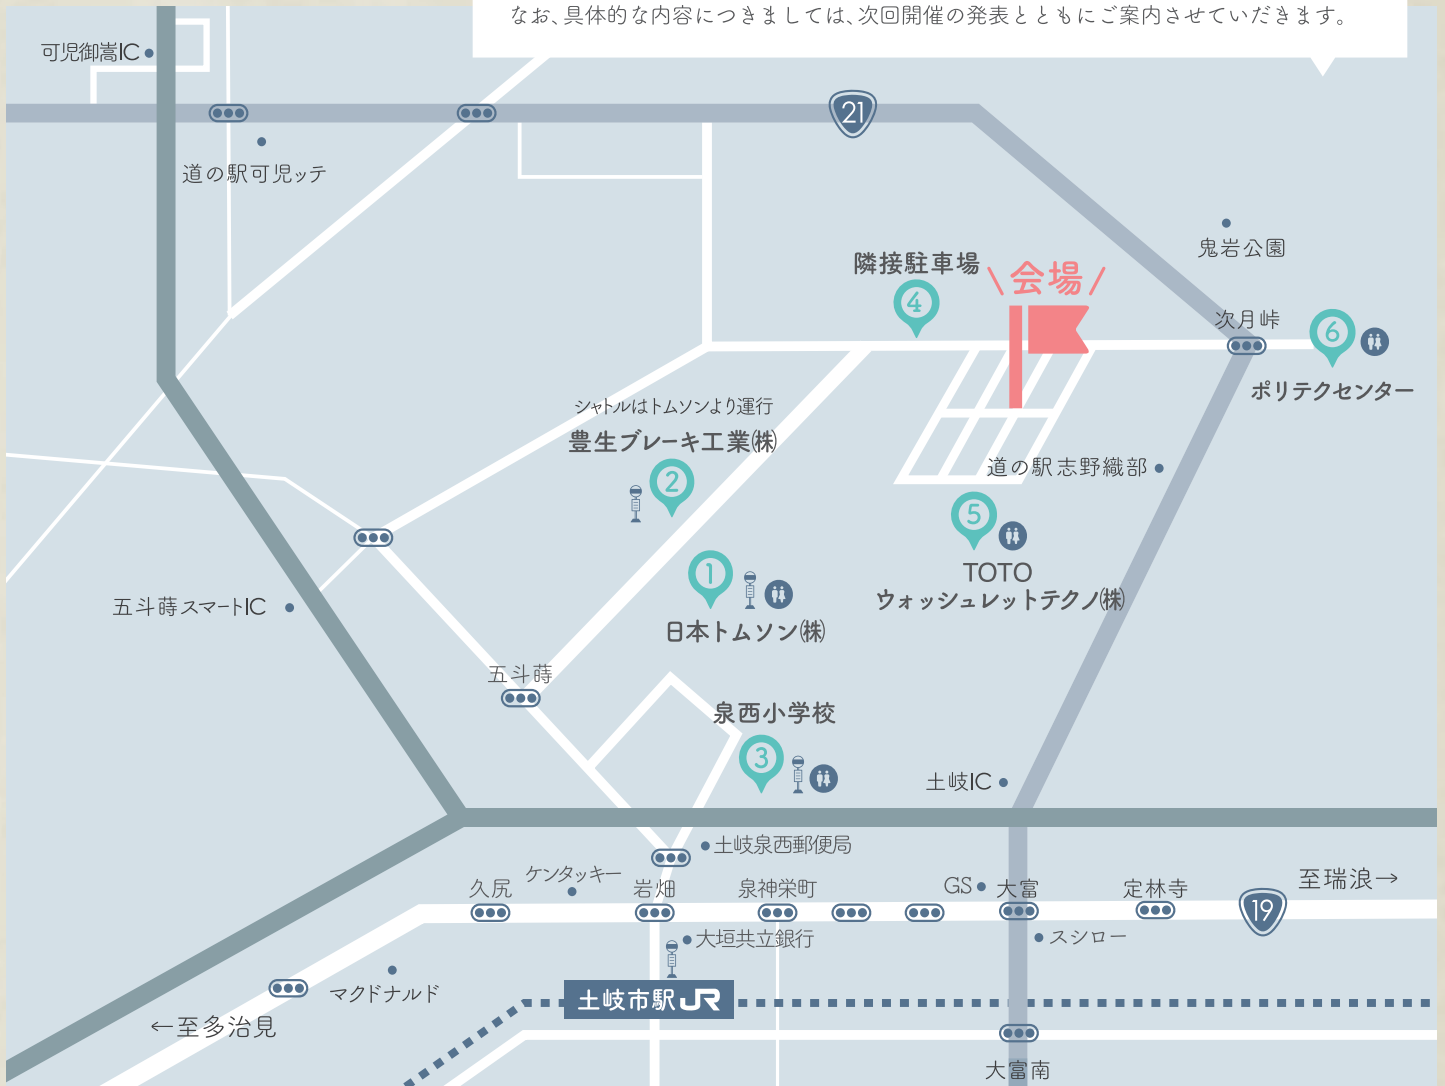 なお、具体的な内容につきましては、次回開催の発表とともにご案内させていだきます。
可児御嵩IC
21
道の駅可児ッテ
鬼岩公園
隣接駐車場
会場
4
次月峠
6
ポリテクセンター
シャトルはトムソンより運行
豊生ブレーキ工業㈱
道の駅志野織部
2
5
1
TOTO
ウォッシュレットテクノ㈱
五斗蒔スマートIC
日本トムソン㈱
五斗蒔
泉西小学校
3
土岐IC
土岐泉西郵便局
ケンタッキー
久尻
岩畑
泉神栄町
GS
大富
定林寺
至瑞浪→
19
大垣共立銀行
スシロー
マクドナルド
土岐市駅JR
←至多治見
大富南